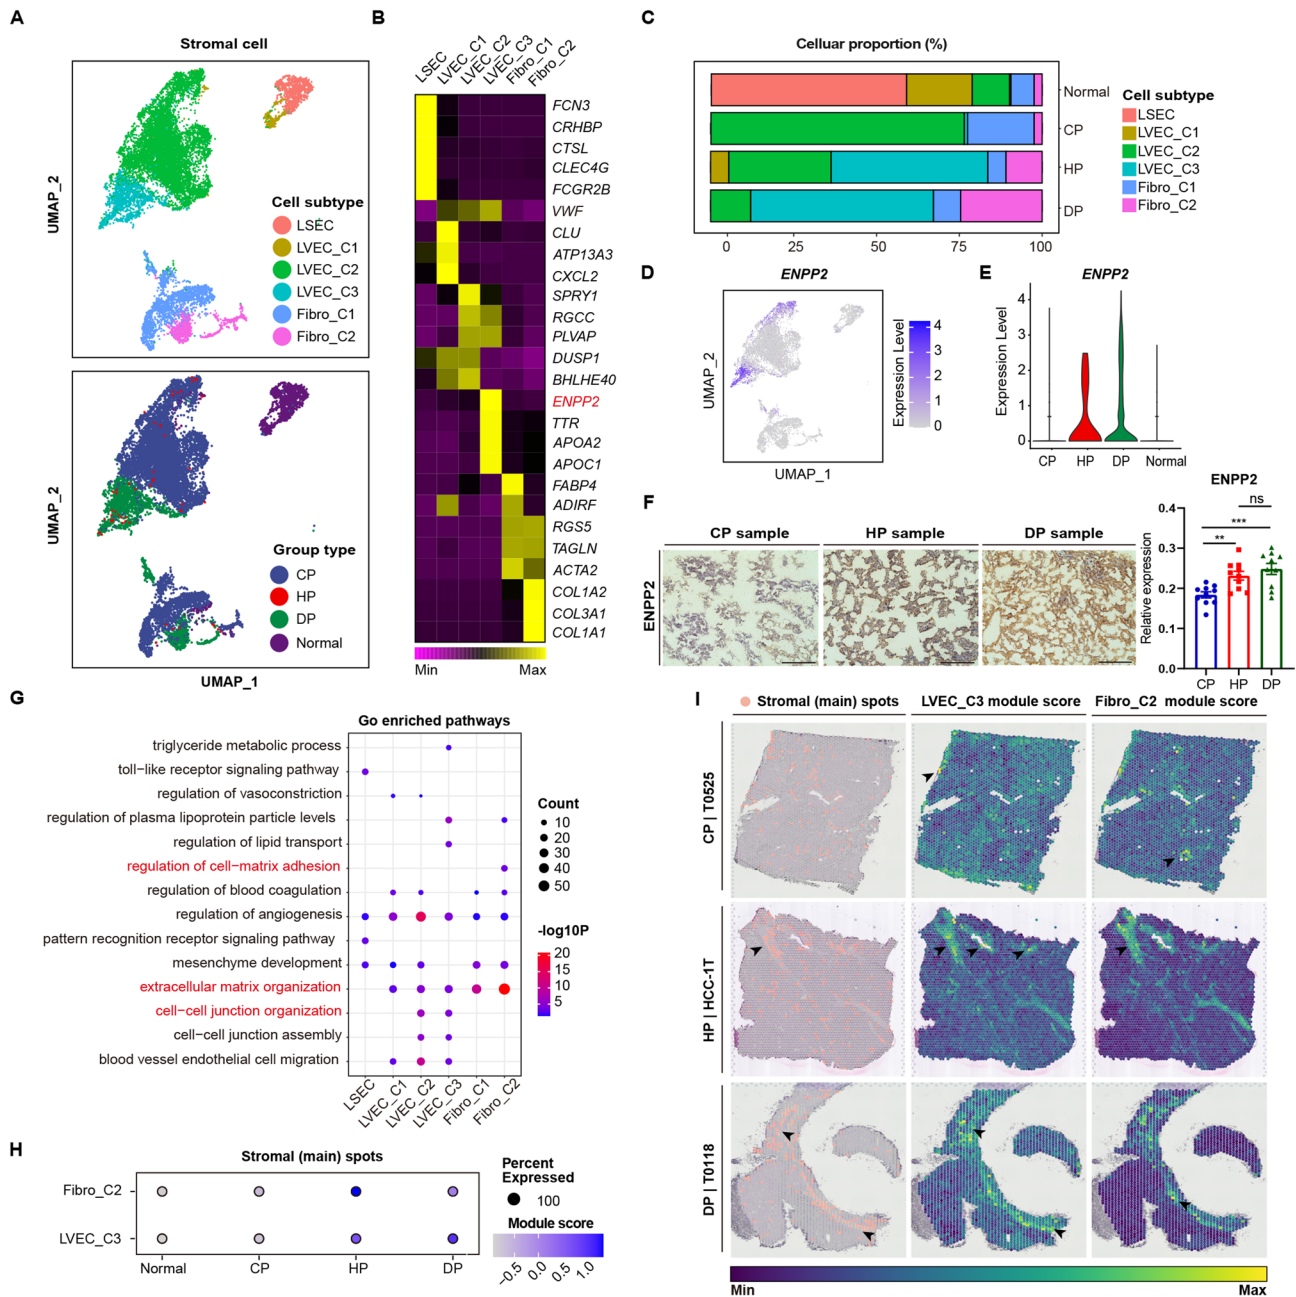 A
Stromal cell
UMAP_2
Cell subtype
LSEC
LVEC_C1
LVEC_C2
LVEC_C3
Fibro_C1
Fibro_C2
UMAP_2
Group type
CP
HP
DP
Normal
UMAP_1
B
LSEC
LVEC_C1
LVEC_C2
LVEC_C3
Fibro_C1
Fibro_C2
FCN3
CRHBP
CTSL
CLEC4G
FCGR2B
VWF
CLU
ATP13A3
CXCL2
SPRY1
RGCC
PLVAP
DUSP1
BHLHE40
ENPP2
TTR
APOA2
APOC1
FABP4
ADIRF
RGS5
TAGLN
ACTA2
COL1A2
COL3A1
COL1A1
Min Max
C
Celluar proportion (%)
Normal
CP
HP
DP
0 25 50 75 100
Cell subtype
LSEC
LVEC_C1
LVEC_C2
LVEC_C3
Fibro_C1
Fibro_C2
D
ENPP2
UMAP_2
UMAP_1
Expression Level
4
3
2
1
0
E
ENPP2
Expression Level
4
3
2
1
0
CP HP DP Normal
F
CP sample HP sample DP sample
ENPP2
ENPP2
ns
***
**
Relative expression
0.4
0.3
0.2
0.1
0.0
CP HP DP
G
Go enriched pathways
triglyceride metabolic process
toll−like receptor signaling pathway
regulation of vasoconstriction
regulation of plasma lipoprotein particle levels
regulation of lipid transport
regulation of cell−matrix adhesion
regulation of blood coagulation
regulation of angiogenesis
pattern recognition receptor signaling pathway
mesenchyme development
extracellular matrix organization
cell−cell junction organization
cell−cell junction assembly
blood vessel endothelial cell migration
LSEC
LVEC_C1
LVEC_C2
LVEC_C3
Fibro_C1
Fibro_C2
Count
10
20
30
40
50
-log10P
20
15
10
5
H
Stromal (main) spots
Fibro_C2
LVEC_C3
Normal CP HP DP
Percent
Expressed
100
Module score
−0.5
0.0
0.5
1.0
I
Stromal (main) spots LVEC_C3 module score Fibro_C2 module score
CP | T0525
HP | HCC-1T
DP | T0118
Min Max